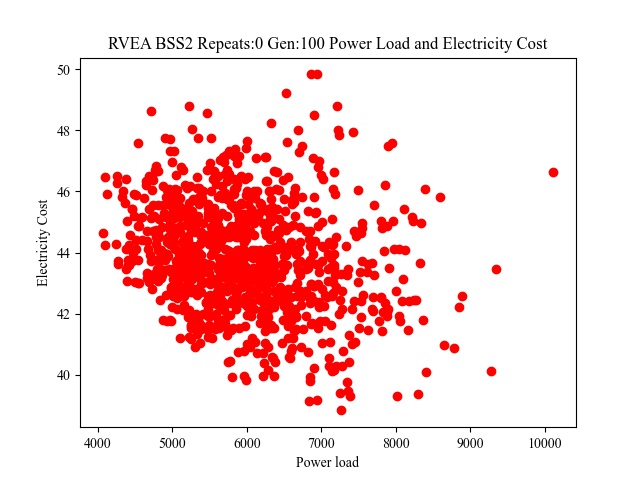 RVEA BSS2 Repeats:0 Gen:100 Power Load and Electricity Cost
50
48
46
44
42
40
Electricity Cost
4000 5000 6000 7000 8000 9000 10000
Power load